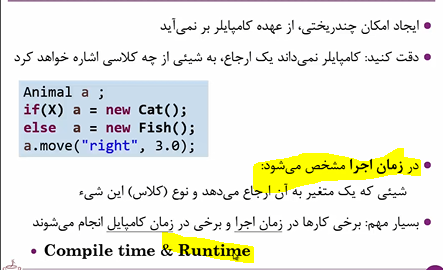 ایجاد امکان چندریختی، از عهده کامپایلر بر نمی‌آید
دقت کنید: کامپایلر نمی‌داند یک ارجاع، به شیئی از چه کلاسی اشاره خواهد کرد
Animal a ;
if(X) a = new Cat();
else a = new Fish();
a.move("right", 3.0);
در زمان اجرا مشخص می‌شود:
شیئی که یک متغیر به آن ارجاع می‌دهد و نوع (کلاس) این شیء
بسیار مهم: برخی کارها در زمان اجرا و برخی در زمان کامپایل انجام می‌شوند
Compile time & Runtime